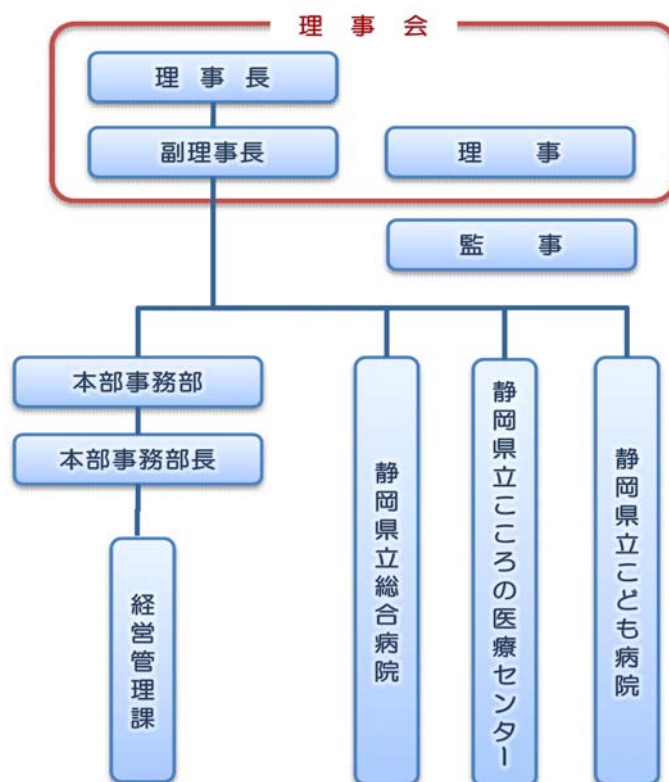 理事会
理事長
副理事長
理事
監事
本部事務部
本部事務部長
経営管理課
静岡県立総合病院
静岡県立こころの医療センター
静岡県立こども病院